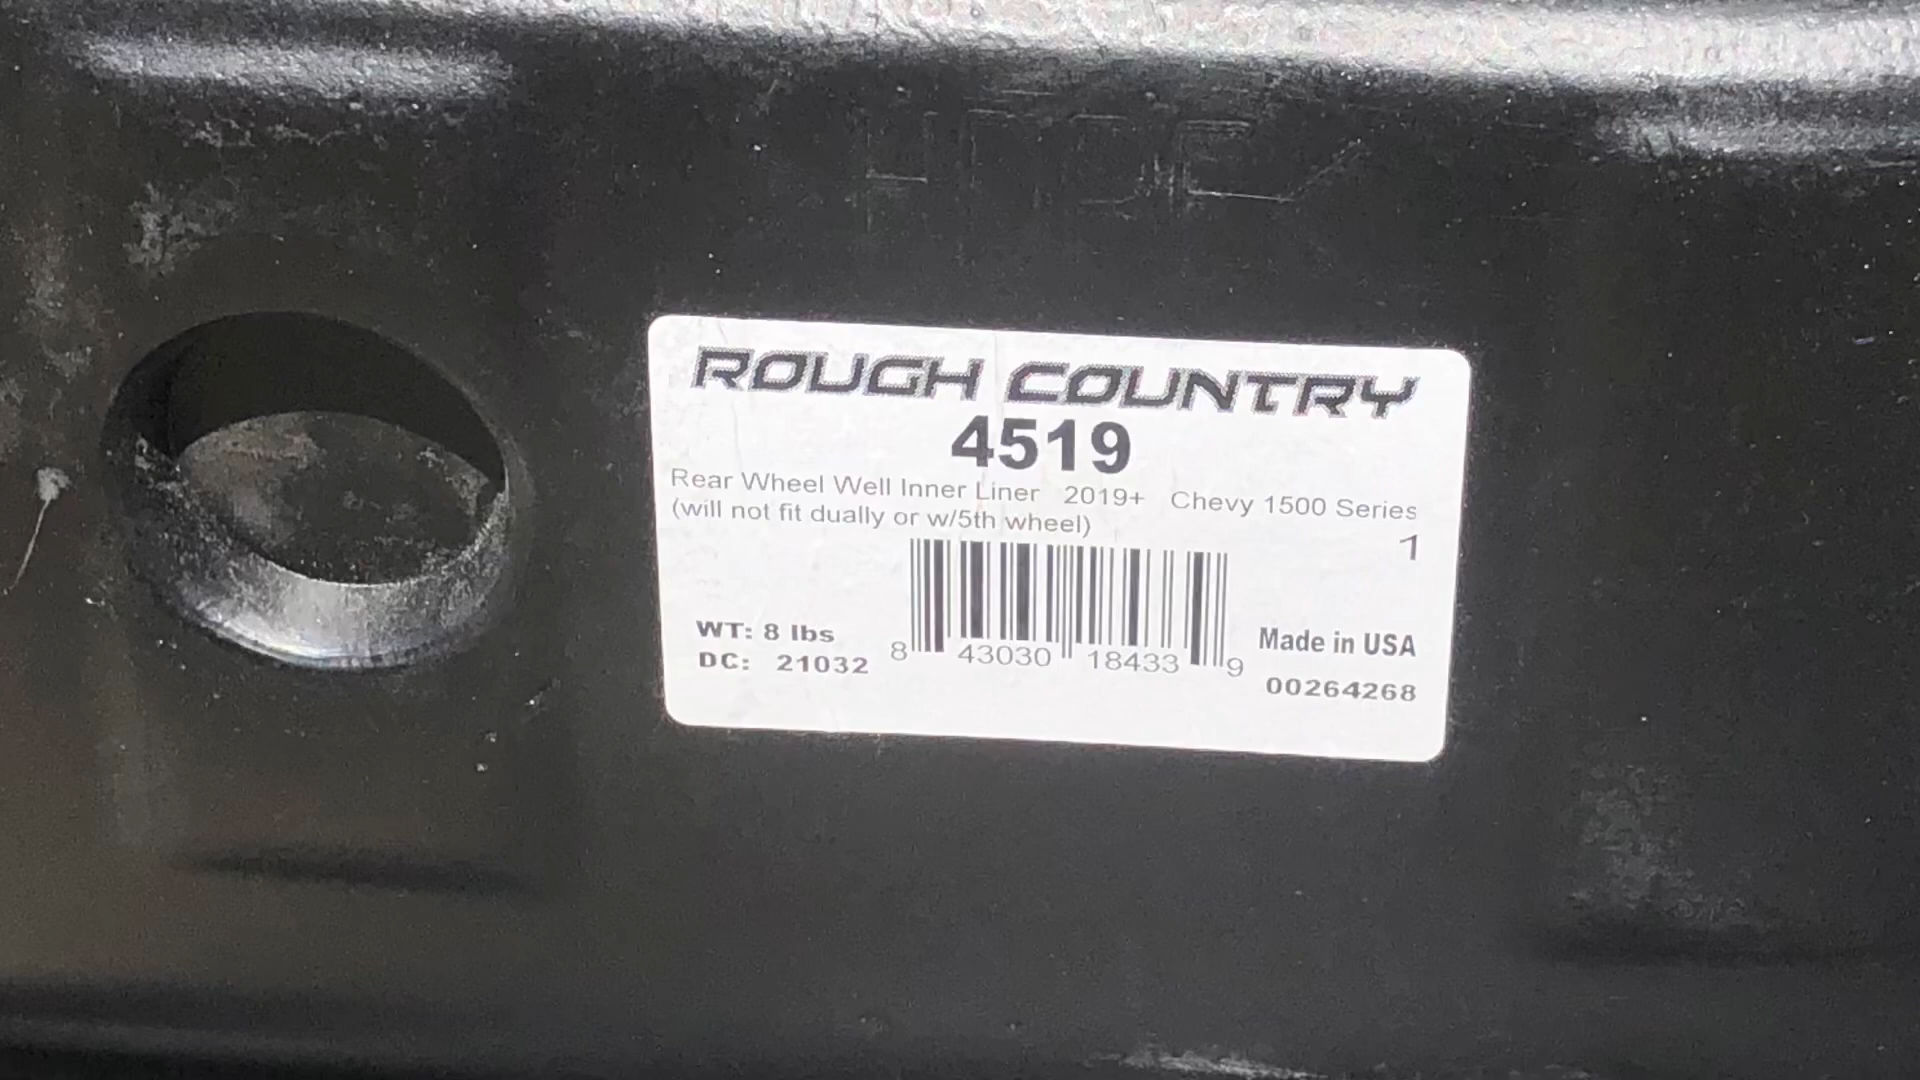 HDPE
ROUGH COUNTRY
4519
Rear Wheel Well Inner Liner 2019+ Chevy 1500 Series
(will not fit dually or w/5th wheel)
1
WT: 8 lbs
DC: 21032
8 43030 18433 9
Made in USA
00264268